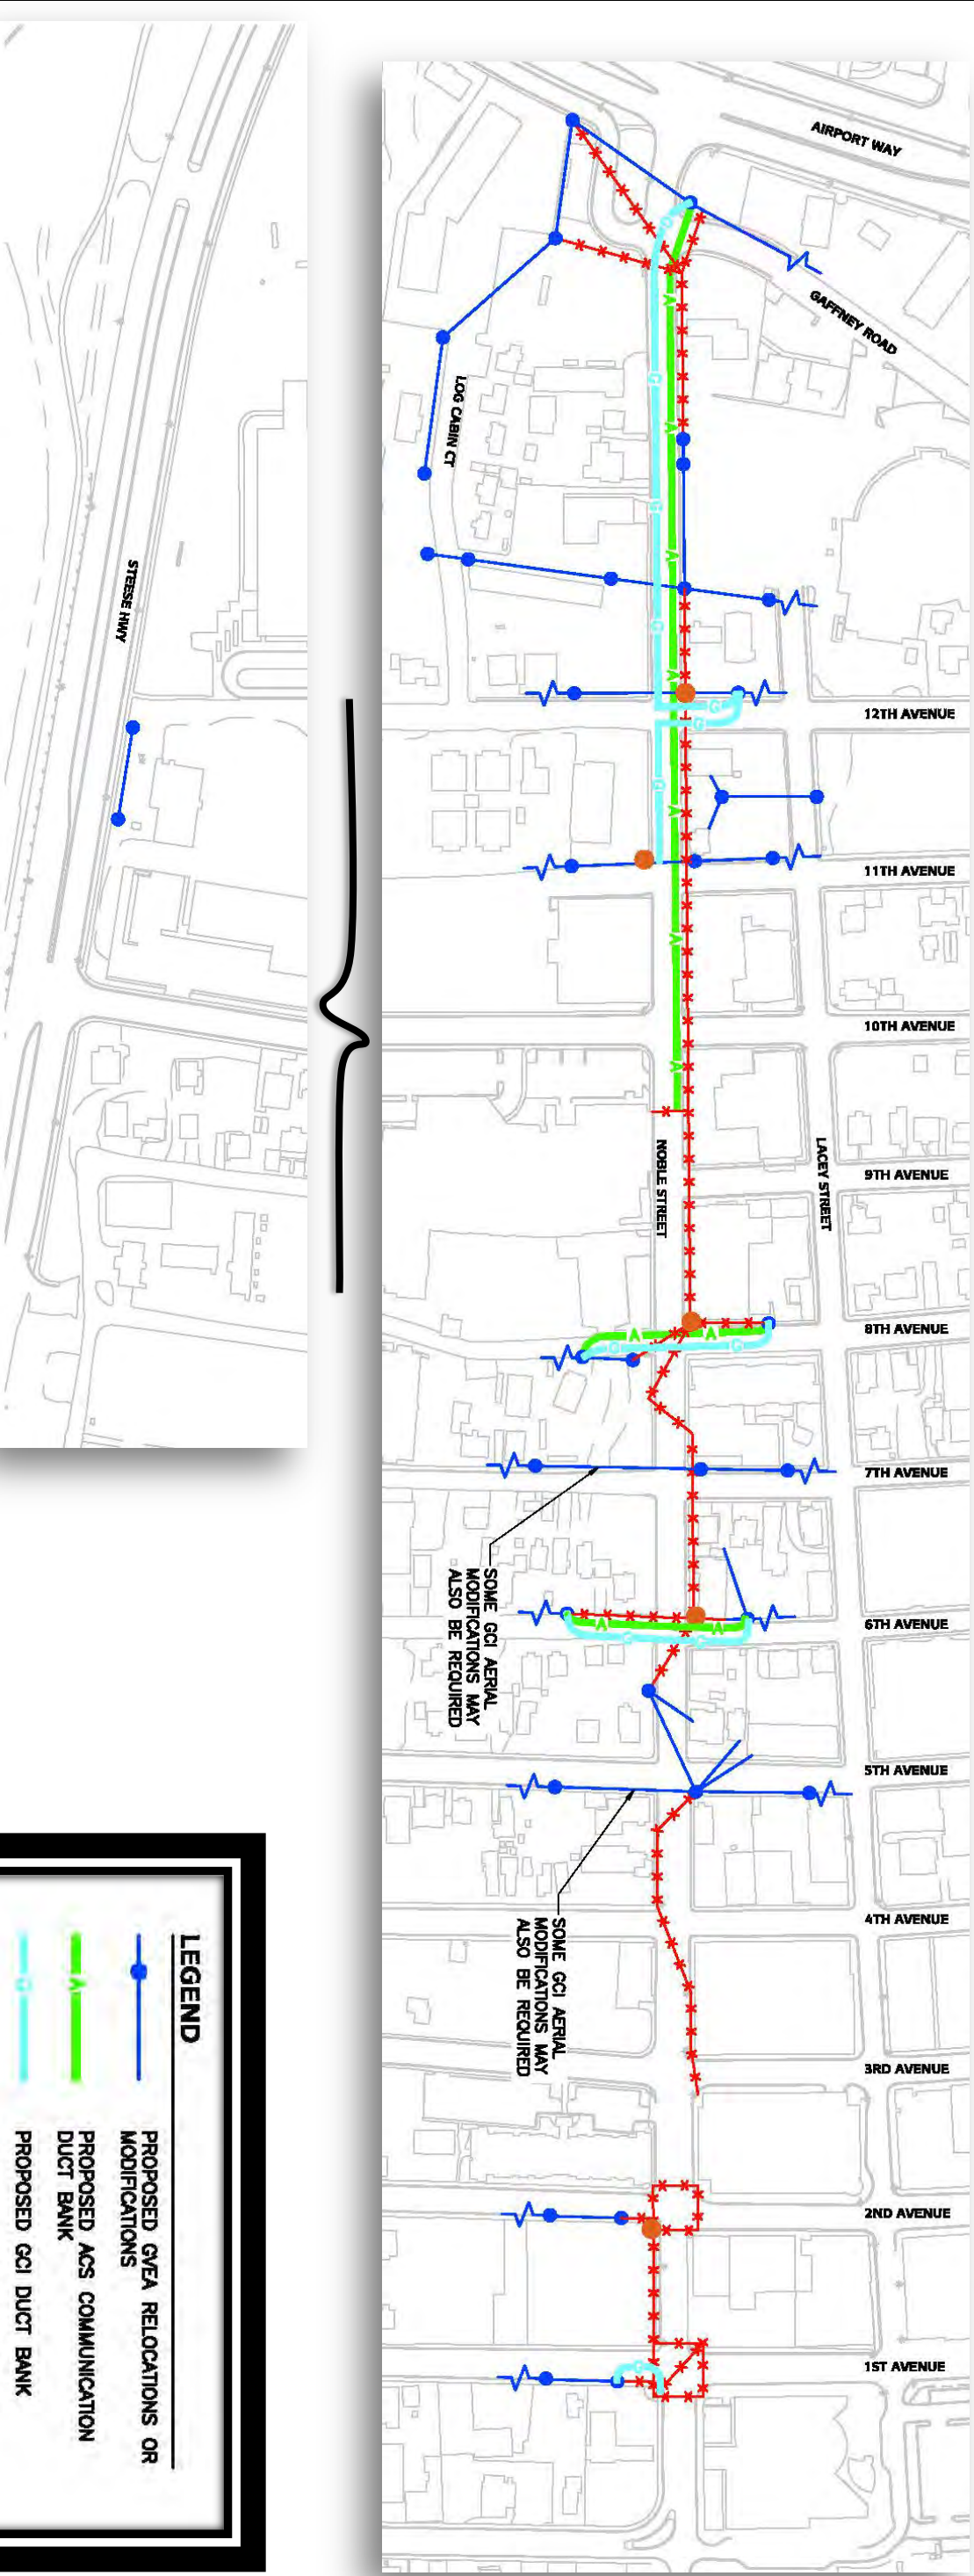 AIRPORT WAY
GAFFNEY ROAD
LOG CABIN CT
STEESE HWY
12TH AVENUE
11TH AVENUE
10TH AVENUE
NOBLE STREET
LACEY STREET
9TH AVENUE
8TH AVENUE
7TH AVENUE
SOME GCI AERIAL
MODIFICATIONS MAY
ALSO BE REQUIRED
6TH AVENUE
5TH AVENUE
4TH AVENUE
SOME GCI AERIAL
MODIFICATIONS MAY
ALSO BE REQUIRED
3RD AVENUE
2ND AVENUE
1ST AVENUE
LEGEND
PROPOSED GVEA RELOCATIONS OR
MODIFICATIONS
A
PROPOSED ACS COMMUNICATION
DUCT BANK
G
PROPOSED GCI DUCT BANK